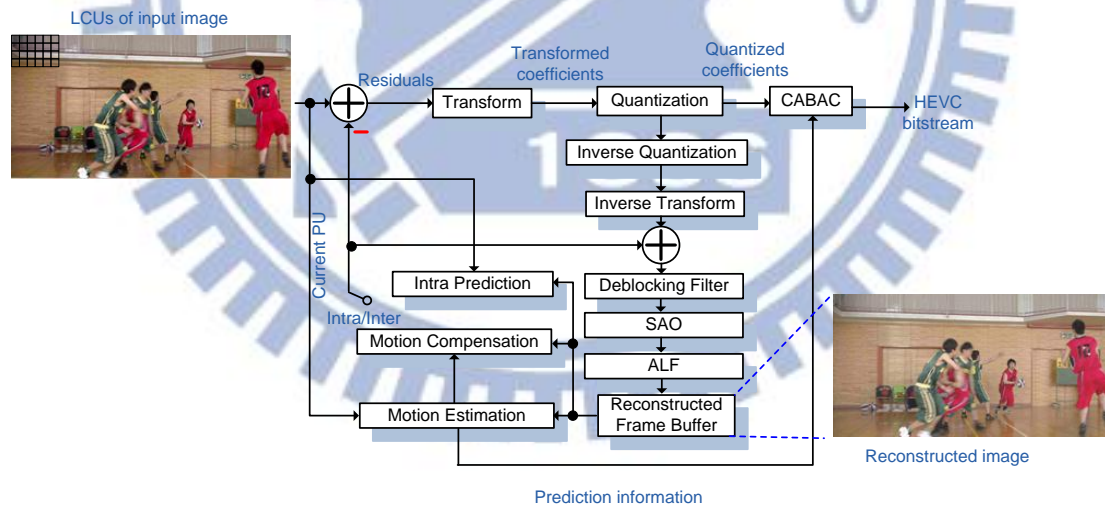 LCUs of input image
Residuals
Transformed
coefficients
Quantized
coefficients
Transform
Quantization
CABAC
HEVC
bitstream
Inverse Quantization
Inverse Transform
Current PU
Intra Prediction
Deblocking Filter
Intra/Inter
SAO
Motion Compensation
ALF
Motion Estimation
Reconstructed
Frame Buffer
Reconstructed image
Prediction information